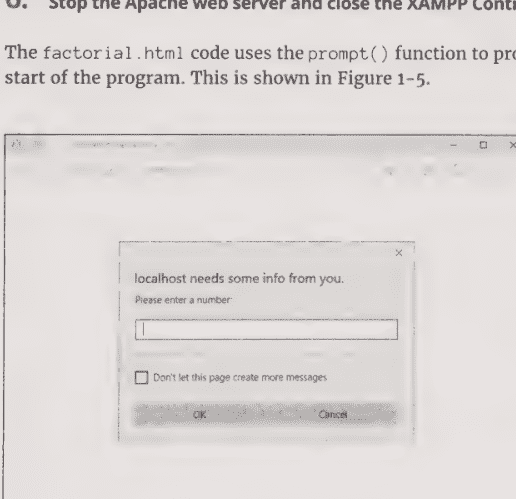 Stop the Apache web server and close the XAMPP Conti
The factorial.html code uses the prompt() function to pro
start of the program. This is shown in Figure 1-5.
localhost needs some info from you.
Please enter a number:
Don't let this page create more messages
OK Cancel